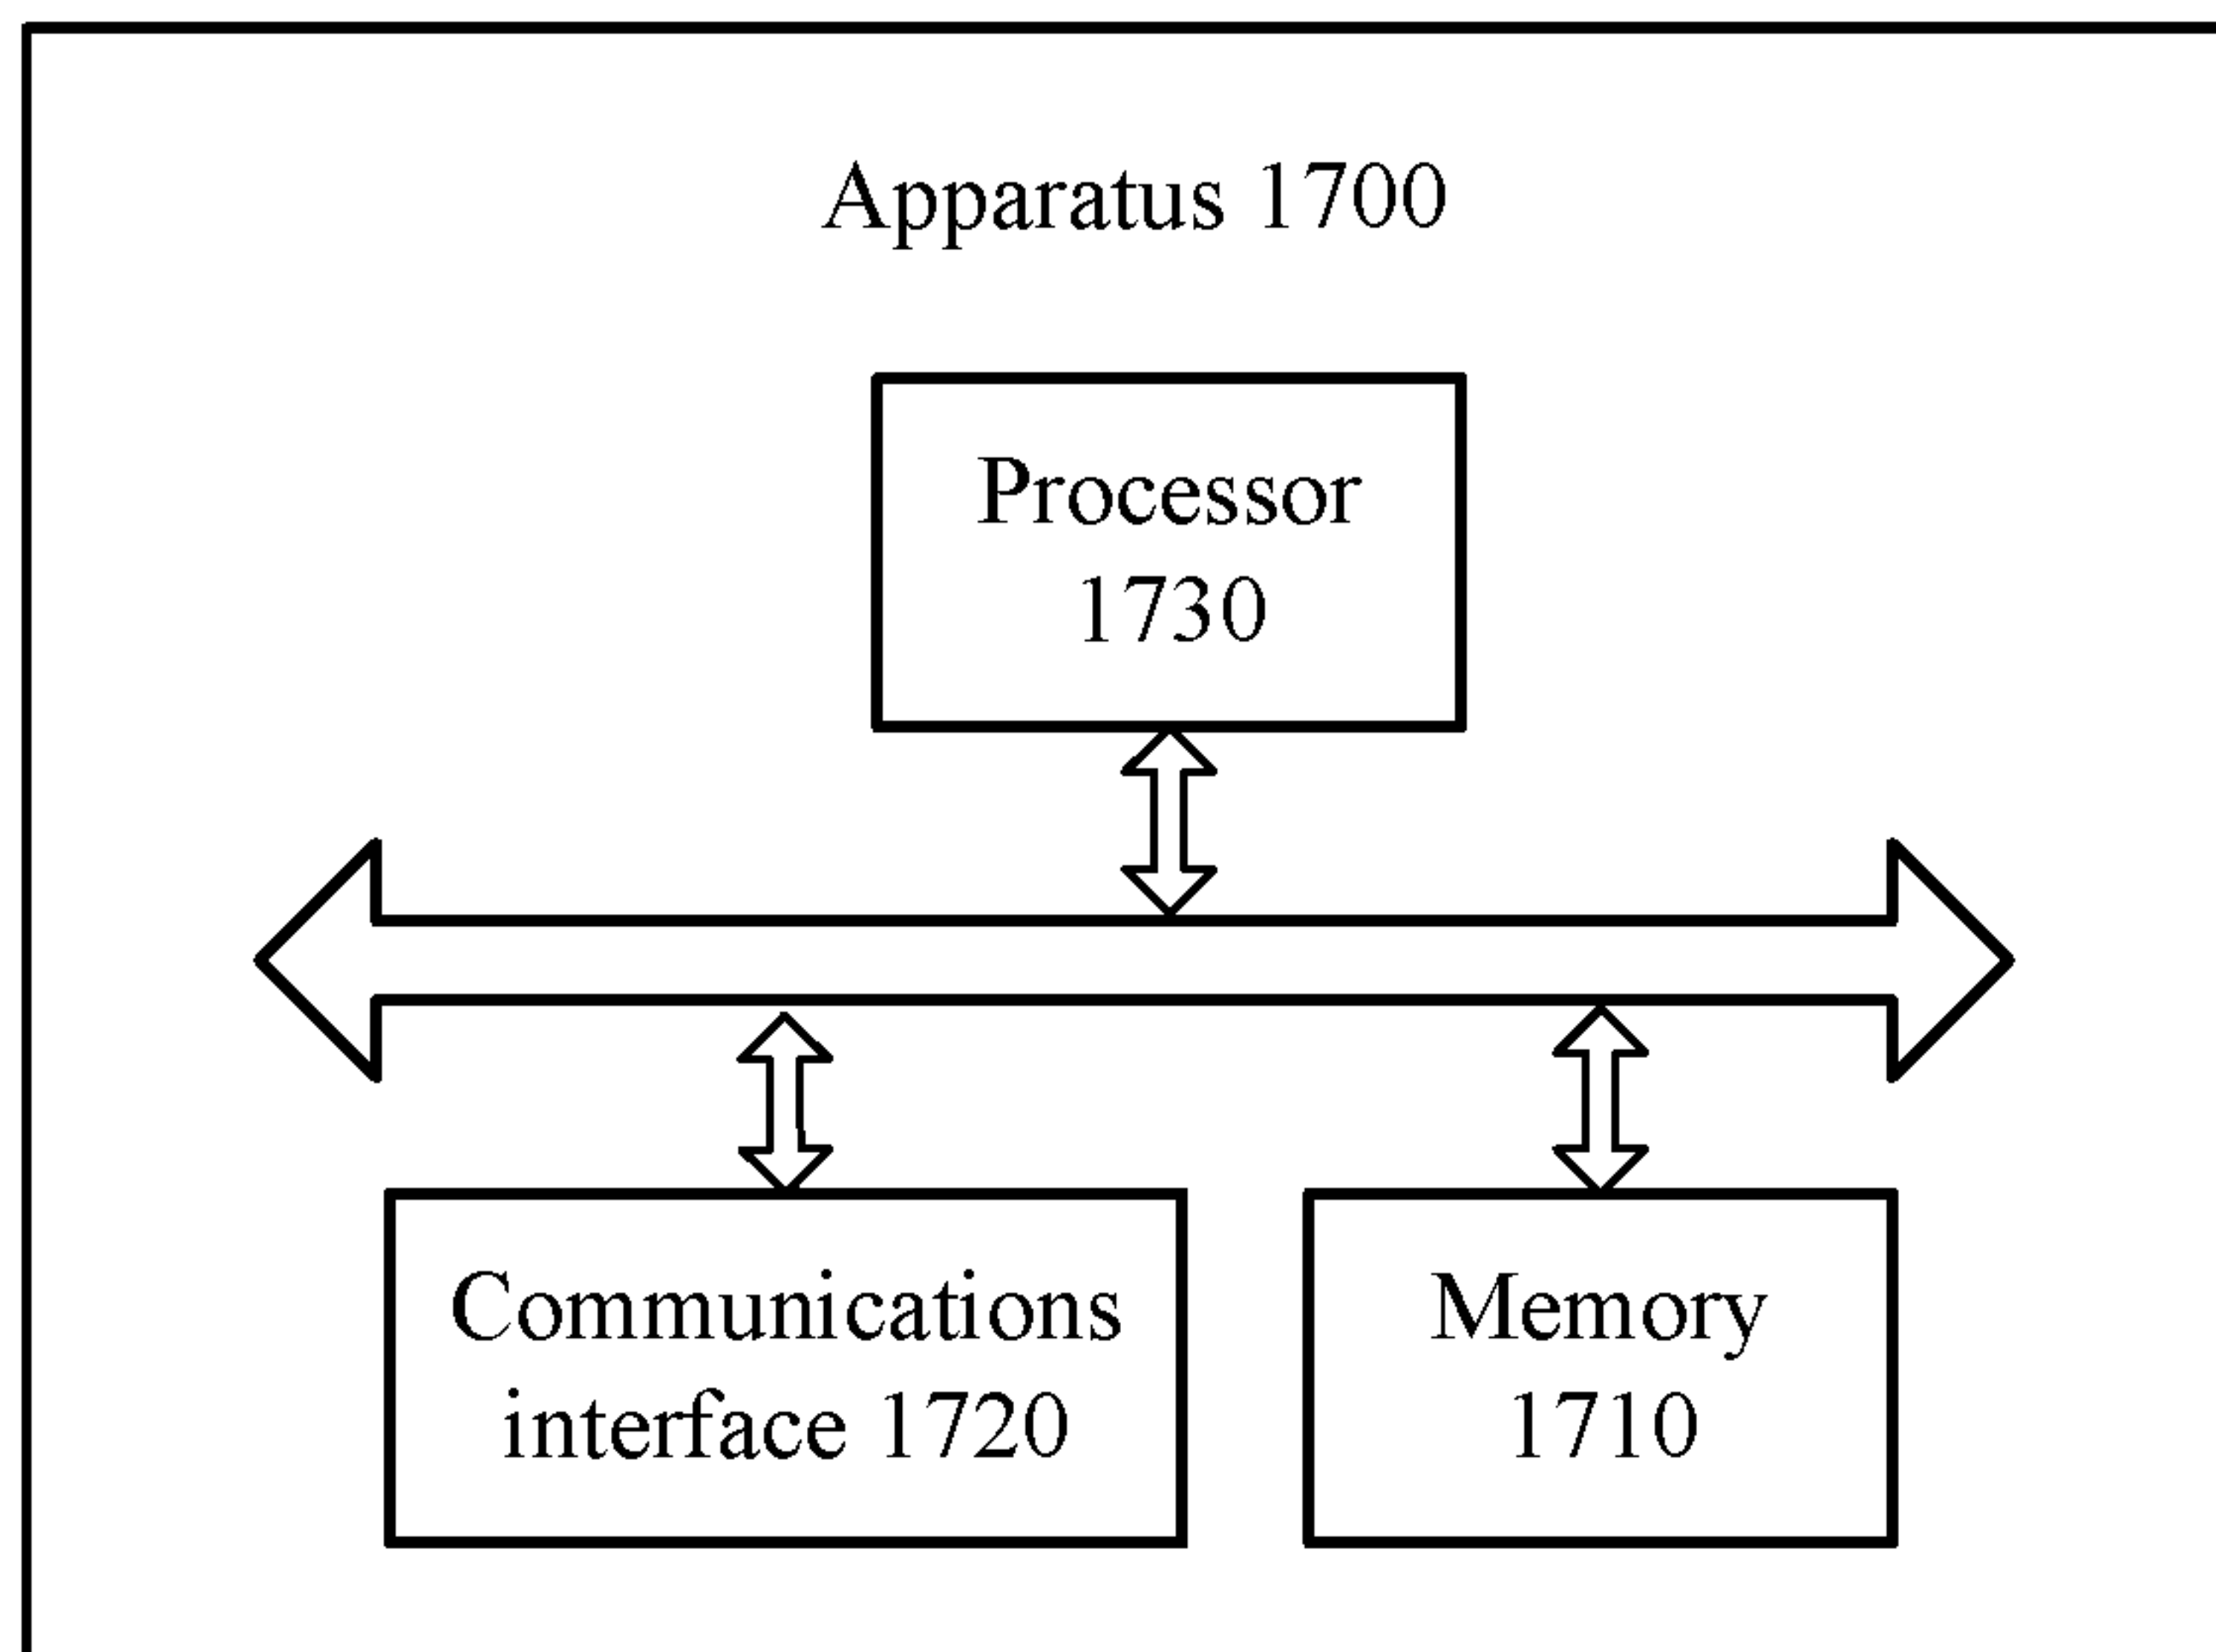 Apparatus 1700
Processor
1730
Communications
interface 1720
Memory
1710